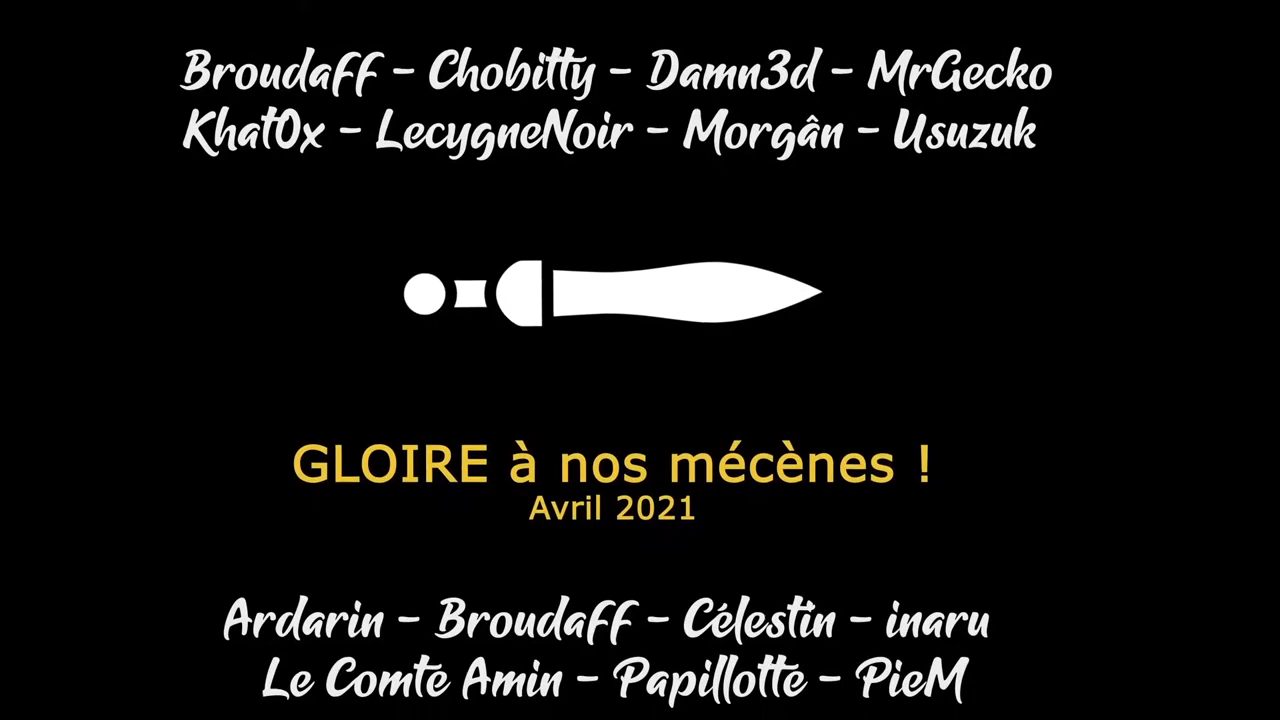 Broudaff - Chobitty - Damn3d - MrGecko
Khat0x - LecygneNoir - Morgân - Usuzuk
GLOIRE à nos mécènes !
Avril 2021
Ardarin - Broudaff - Célestin - inaru
Le Comte Amin - Papillotte - PieM